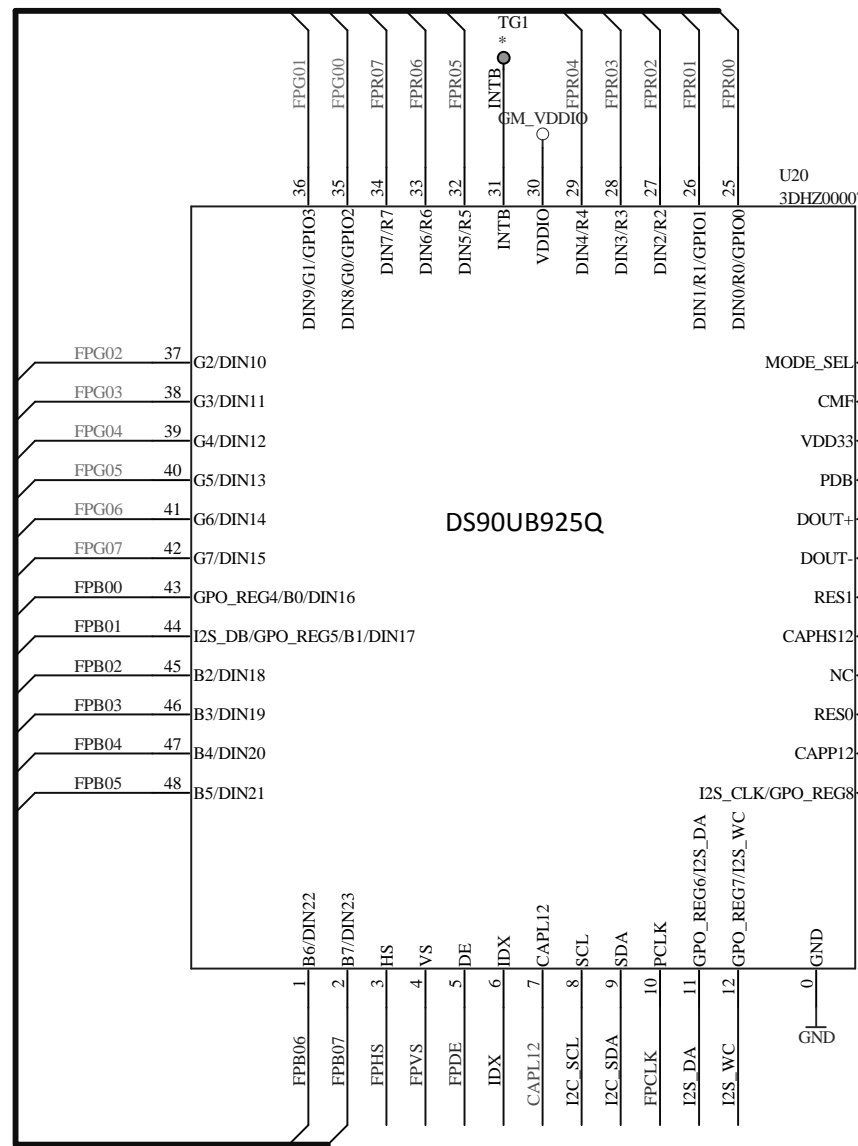 TG1
*
FPG01
FPG00
FPR07
FPR06
FPR05
INTB
GM_VDDIO
FPR04
FPR03
FPR02
FPR01
FPR00
36
35
34
33
32
31
30
29
28
27
26
25
U20
DIN9/G1/GPIO3
DIN8/G0/GPIO2
DIN7/R7
DIN6/R6
DIN5/R5
INTB
VDDIO
DIN4/R4
DIN3/R3
DIN2/R2
DIN1/R1/GPIO1
DIN0/R0/GPIO0
FPG02 37 G2/DIN10
FPG03 38 G3/DIN11
FPG04 39 G4/DIN12
FPG05 40 G5/DIN13
FPG06 41 G6/DIN14
FPG07 42 G7/DIN15
FPB00 43 GPO_REG4/B0/DIN16
FPB01 44 I2S_DB/GPO_REG5/B1/DIN17
FPB02 45 B2/DIN18
FPB03 46 B3/DIN19
FPB04 47 B4/DIN20
FPB05 48 B5/DIN21
DS90UB925Q
MODE_SEL
CMF
VDD33
PDB
DOUT+
DOUT-
RES1
CAPHS12
NC
RES0
CAPP12
I2S_CLK/GPO_REG8
B6/DIN22
B7/DIN23
HS
VS
DE
IDX
CAPL12
SCL
SDA
PCLK
GPO_REG6/I2S_DA
GPO_REG7/I2S_WC
GND
1
2
3
4
5
6
7
8
9
10
11
12
0
FPB06
FPB07
FPHS
FPVS
FPDE
IDX
CAPL12
I2C_SCL
I2C_SDA
FPCLK
I2S_DA
I2S_WC
GND